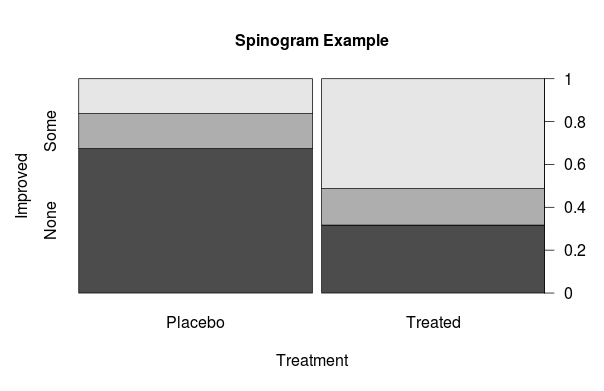 Spinogram Example
Improved
Some
None
1
0.8
0.6
0.4
0.2
0
Placebo
Treated
Treatment